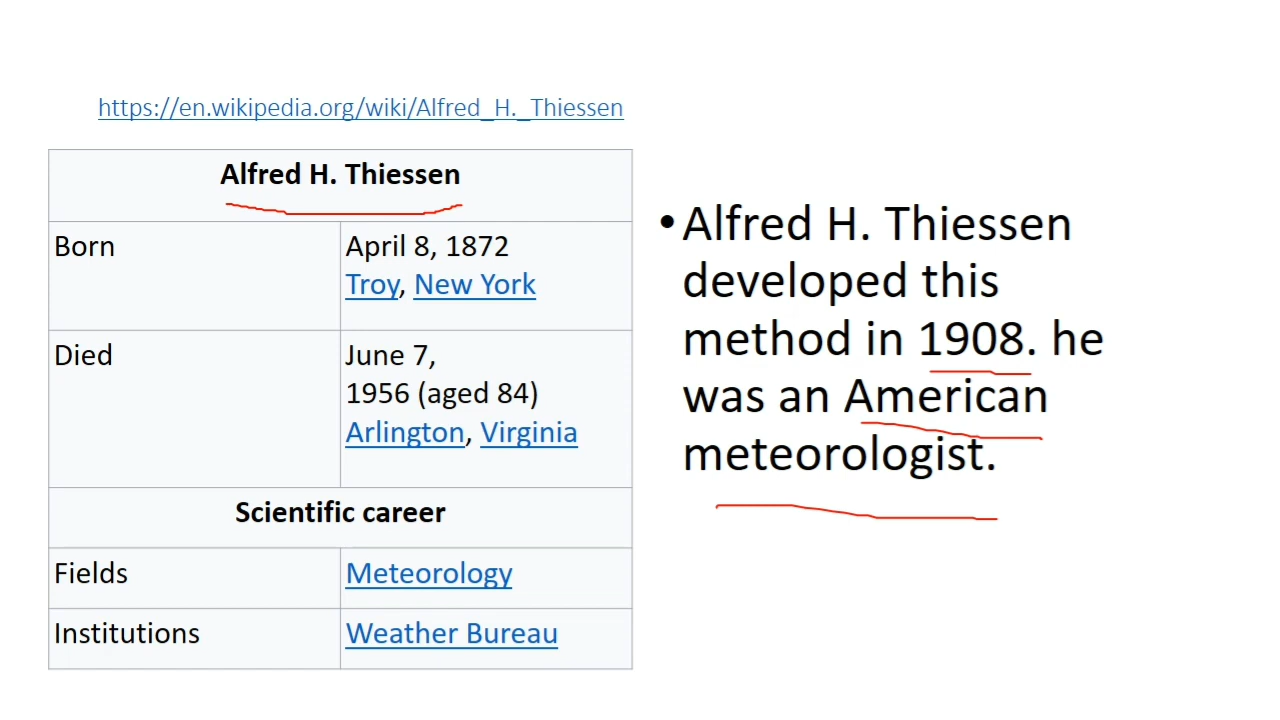 https://en.wikipedia.org/wiki/Alfred_H._Thiessen
Alfred H. Thiessen
Born
April 8, 1872
Troy, New York
Died
June 7,
1956 (aged 84)
Arlington, Virginia
Scientific career
Fields
Meteorology
Institutions
Weather Bureau
•Alfred H. Thiessen
developed this
method in 1908. he
was an American
meteorologist.